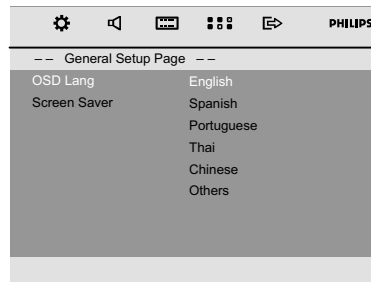 PHILIPS
-- General Setup Page --
OSD Lang English
Screen Saver Spanish
Portuguese
Thai
Chinese
Others